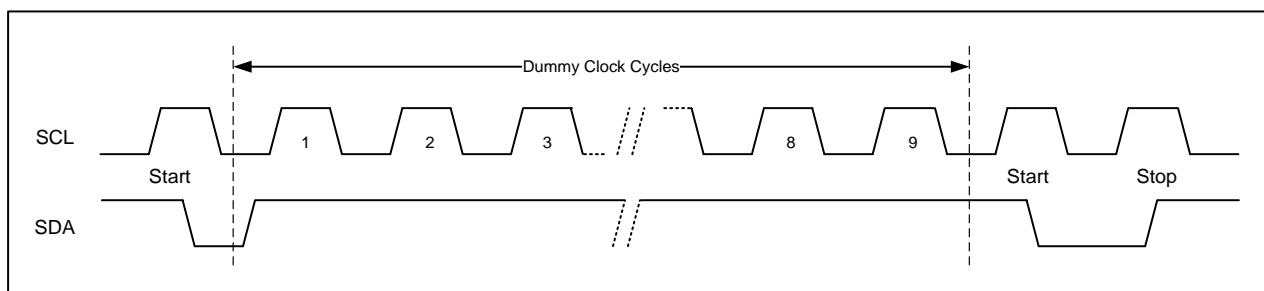 Dummy Clock Cycles
SCL
1 2 3 8 9
Start Start Stop
SDA